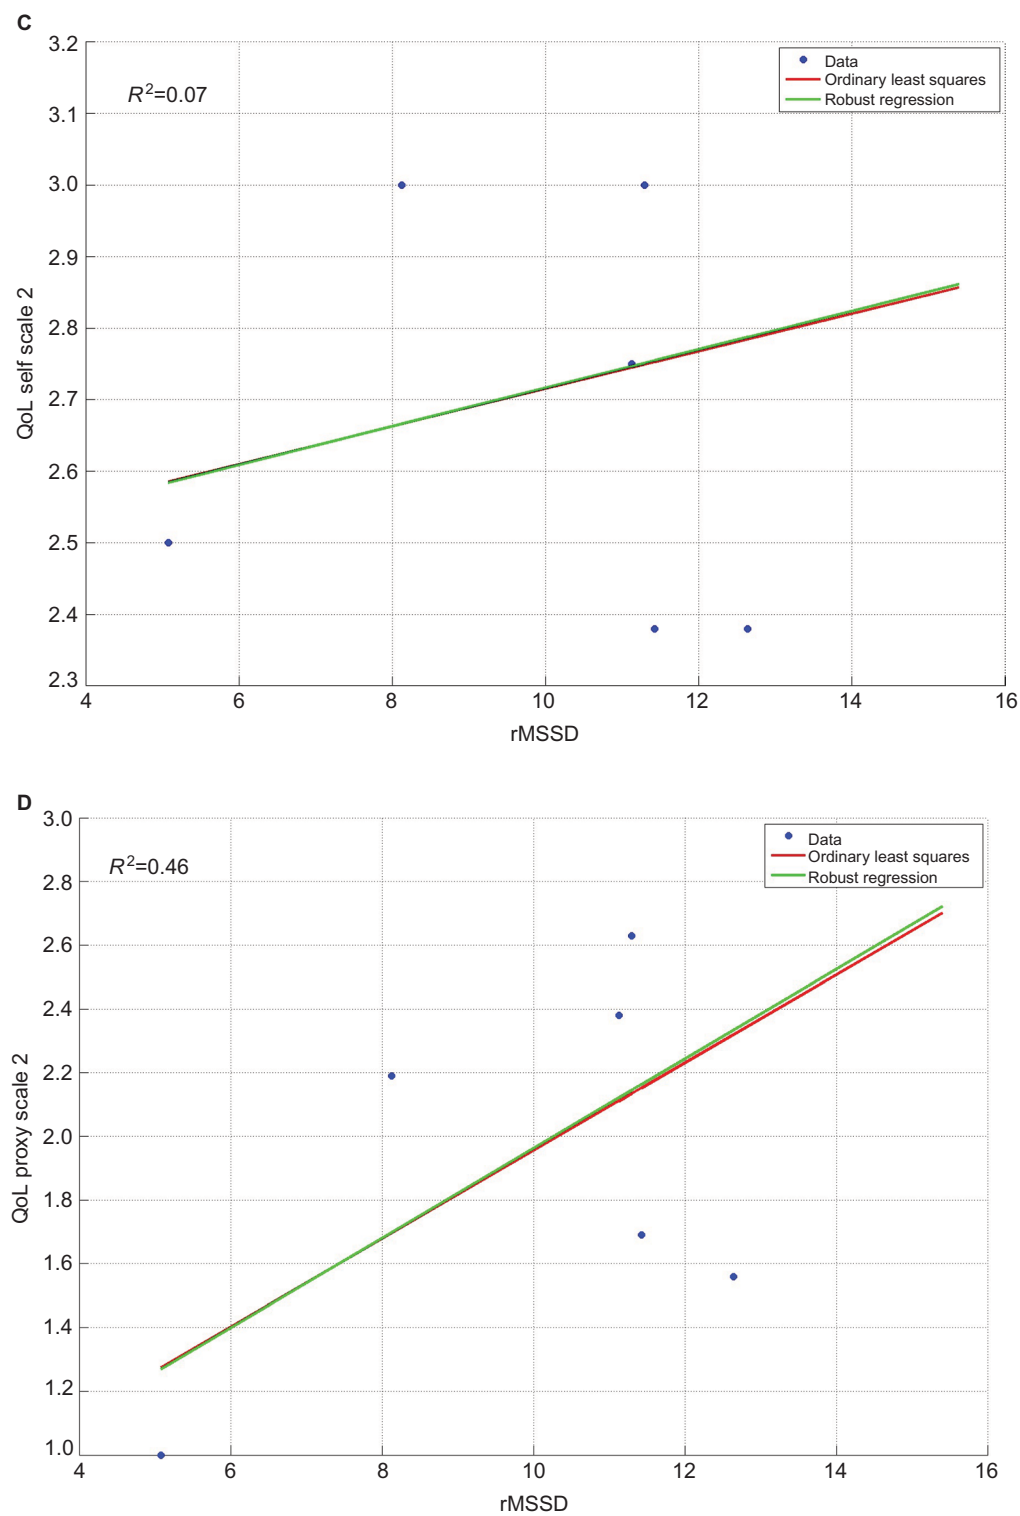 C
3.2
3.1
3.0
2.9
2.8
2.7
2.6
2.5
2.4
2.3
QoL self scale 2
R²=0.07
Data
Ordinary least squares
Robust regression
4 6 8 10 12 14 16
rMSSD
D
3.0
2.8
2.6
2.4
2.2
2.0
1.8
1.6
1.4
1.2
1.0
QoL proxy scale 2
R²=0.46
Data
Ordinary least squares
Robust regression
4 6 8 10 12 14 16
rMSSD